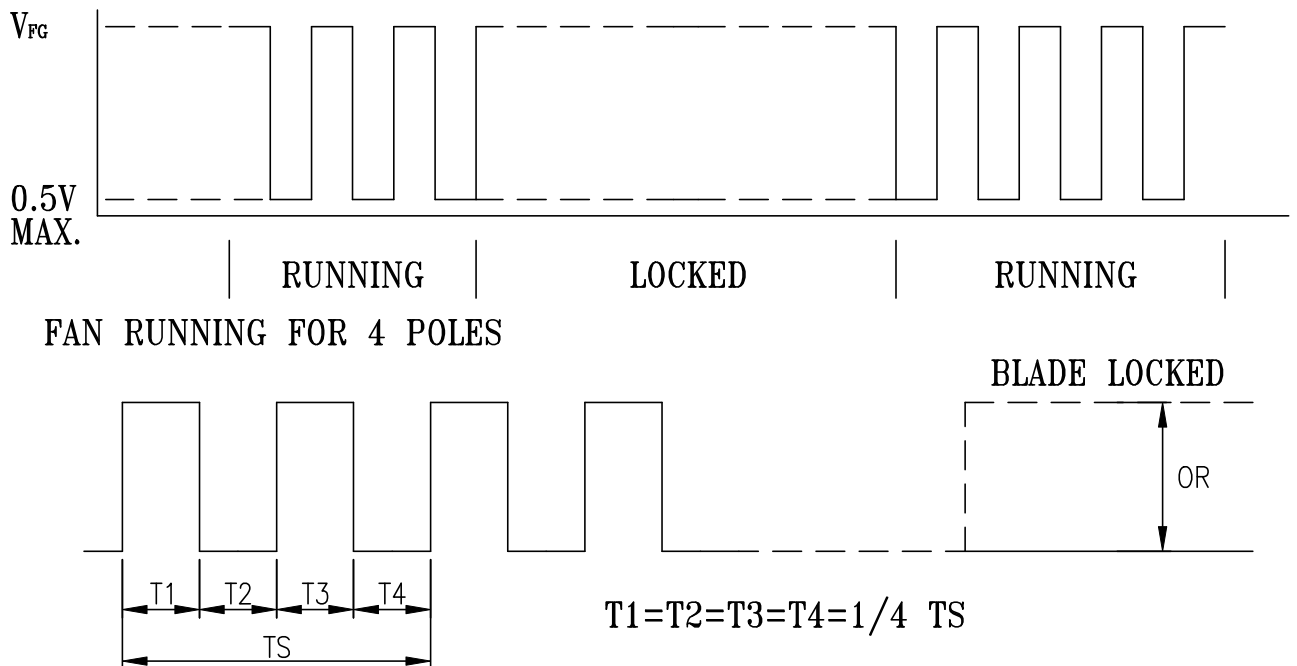 VFG
0.5V
MAX.
RUNNING LOCKED RUNNING
FAN RUNNING FOR 4 POLES
BLADE LOCKED
OR
T1 T2 T3 T4
T1=T2=T3=T4=1/4 TS
TS